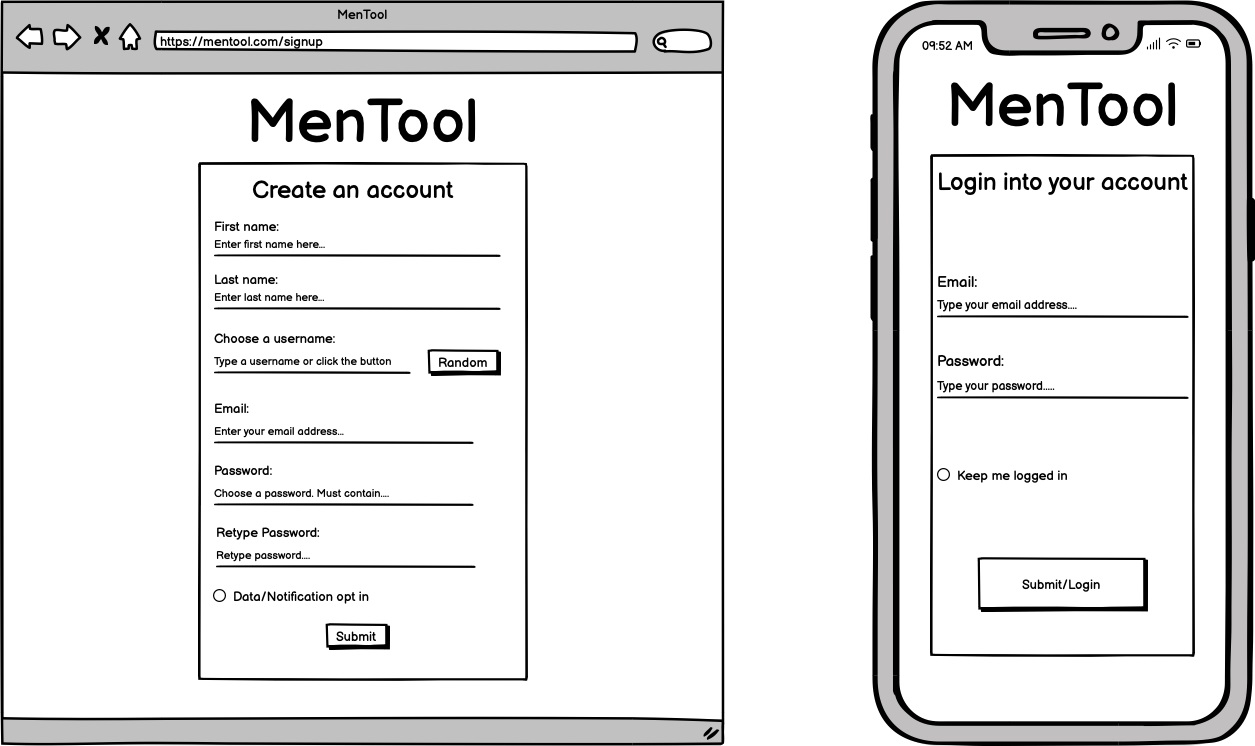 MenTool
https://mentool.com/signup
MenTool
Create an account
First name:
Enter first name here...
Last name:
Enter last name here...
Choose a username:
Type a username or click the button
Random
Email:
Enter your email address...
Password:
Choose a password. Must contain....
Retype Password:
Retype password....
Data/Notification opt in
Submit
09:52 AM
MenTool
Login into your account
Email:
Type your email address....
Password:
Type your password.....
Keep me logged in
Submit/Login